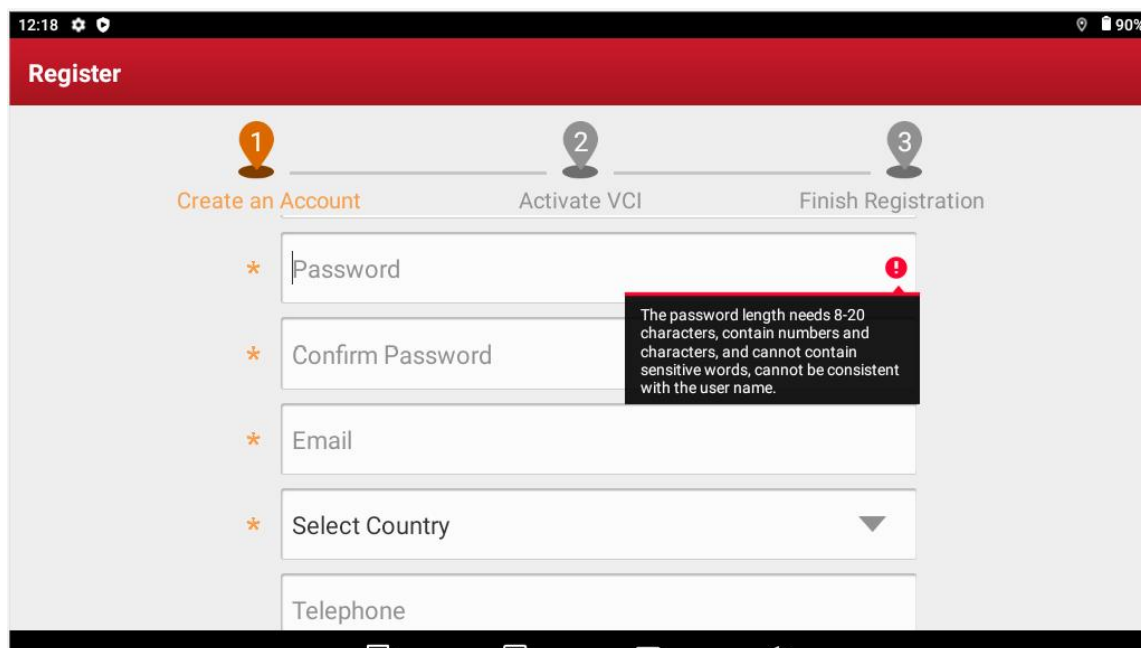 12:18 90%
Register
1 2 3
Create an Account Activate VCI Finish Registration
* Password
The password length needs 8-20
characters, contain numbers and
characters, and cannot contain
sensitive words, cannot be consistent
with the user name.
* Confirm Password
* Email
* Select Country
Telephone